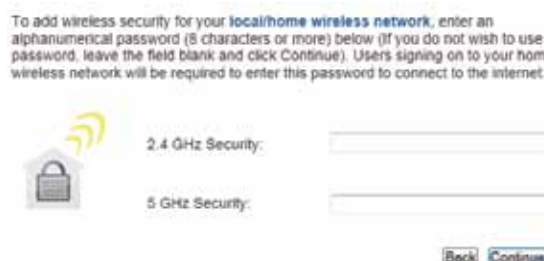 To add wireless security for your local/home wireless network, enter an
alphanumerical password (8 characters or more) below (If you do not wish to use
password, leave the field blank and click Continue). Users signing on to your hom
wireless network will be required to enter this password to connect to the internet
2.4 GHz Security:
5 GHz Security:
Back Continue